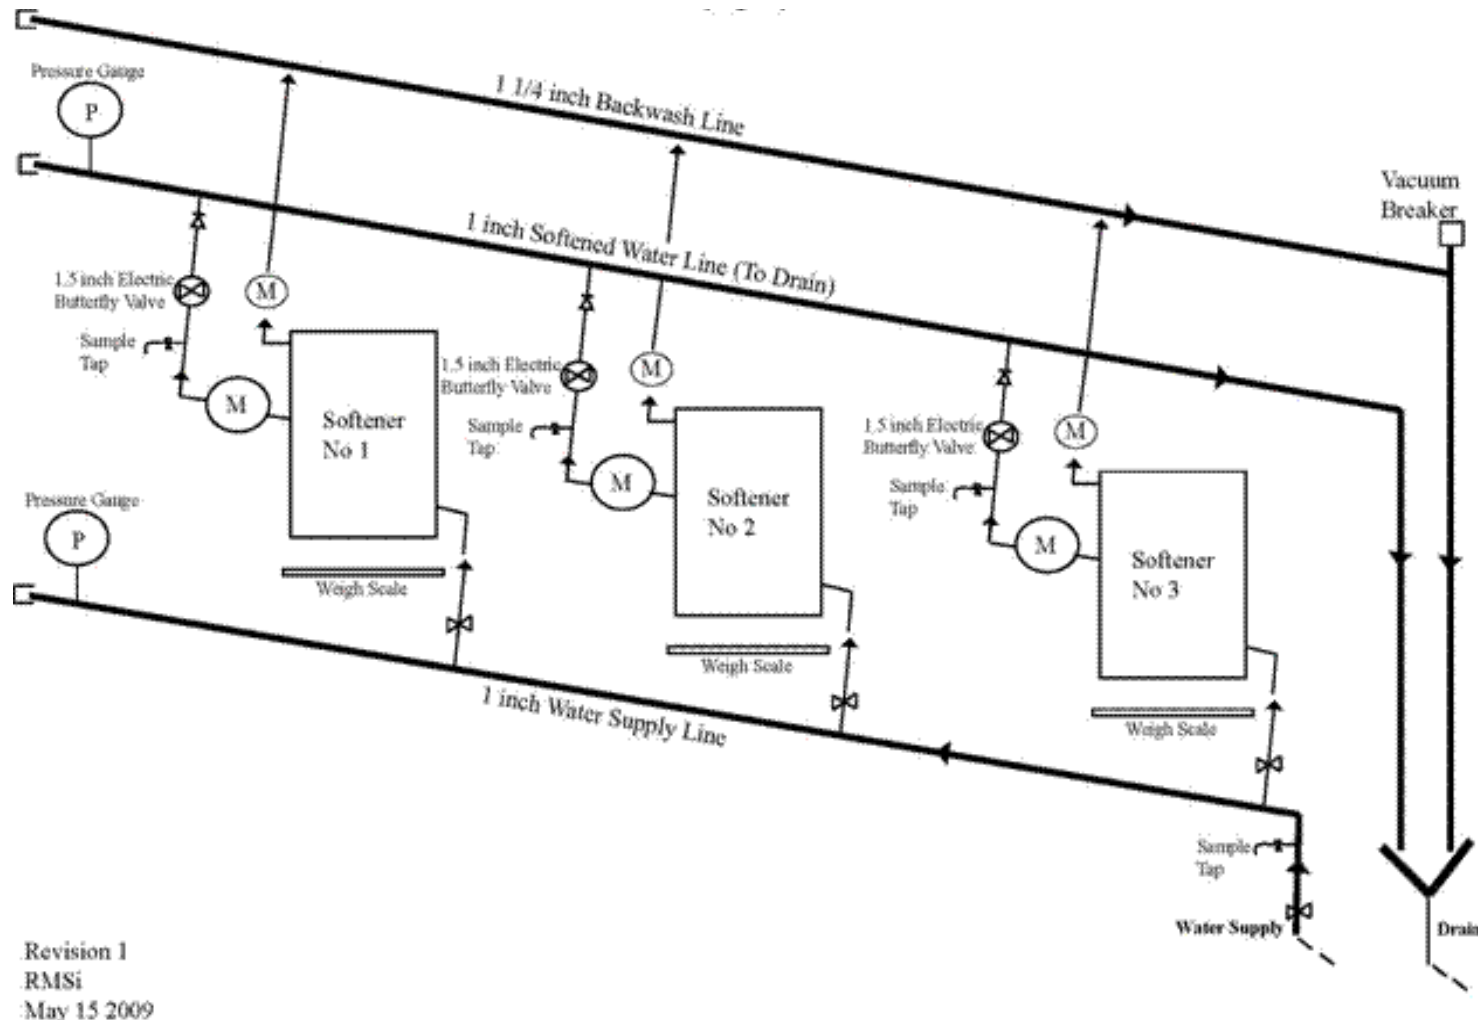 Pressure Gauge
P
1 1/4 inch Backwash Line
Vacuum
Breaker
1 inch Softened Water Line (To Drain)
1.5 inch Electric
Butterfly Valve
M
Sample
Tap
M
Softener
No 1
Weigh Scale
1.5 inch Electric
Butterfly Valve
M
Sample
Tap
M
Softener
No 2
Weigh Scale
1.5 inch Electric
Butterfly Valve
M
Sample
Tap
M
Softener
No 3
Weigh Scale
Pressure Gauge
P
1 inch Water Supply Line
Sample
Tap
Water Supply
Drain
Revision 1
RMSi
May 15 2009